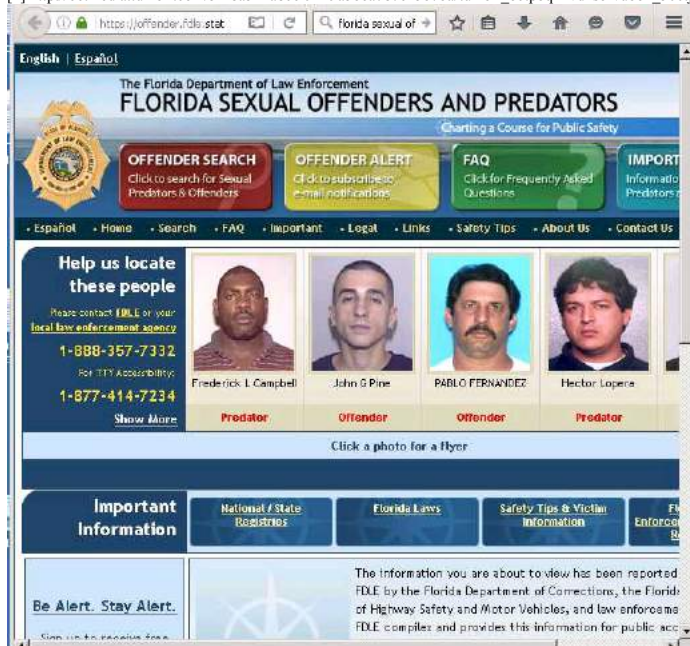 https://offender.fdle.stat
florida sexual of
English | Español
The Florida Department of Law Enforcement
FLORIDA SEXUAL OFFENDERS AND PREDATORS
Charting a Course for Public Safety
OFFENDER SEARCH
Click to search for Sexual
Predators & Offenders
OFFENDER ALERT
Click to subscribe to
e-mail notifications
FAQ
Click for Frequently Asked
Questions
IMPORT
Informatio
Predators
• Español • Home • Search • FAQ • Important • Legal • Links • Safety Tips • About Us • Contact Us
Help us locate
these people
Please contact FDLE or your
local law enforcement agency
1-888-357-7332
For TTY Accessibility:
1-877-414-7234
Show More
Frederick L Campbell
Predator
John G Pine
Offender
PABLO FERNANDEZ
Offender
Hector Lopera
Predator
Click a photo for a flyer
Important
Information
National / State
Registries
Florida Laws
Safety Tips & Victim
Information
Enforce
Be Alert. Stay Alert.
Sign up to receive free
The information you are about to view has been reported
FDLE by the Florida Department of Corrections, the Florid
of Highway Safety and Motor Vehicles, and law enforceme
FDLE compiles and provides this information for public acc